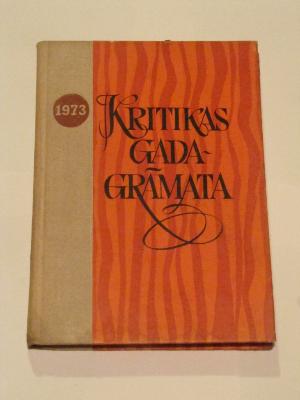 1973
KRITIKAS
GADA-
GRĀMATA